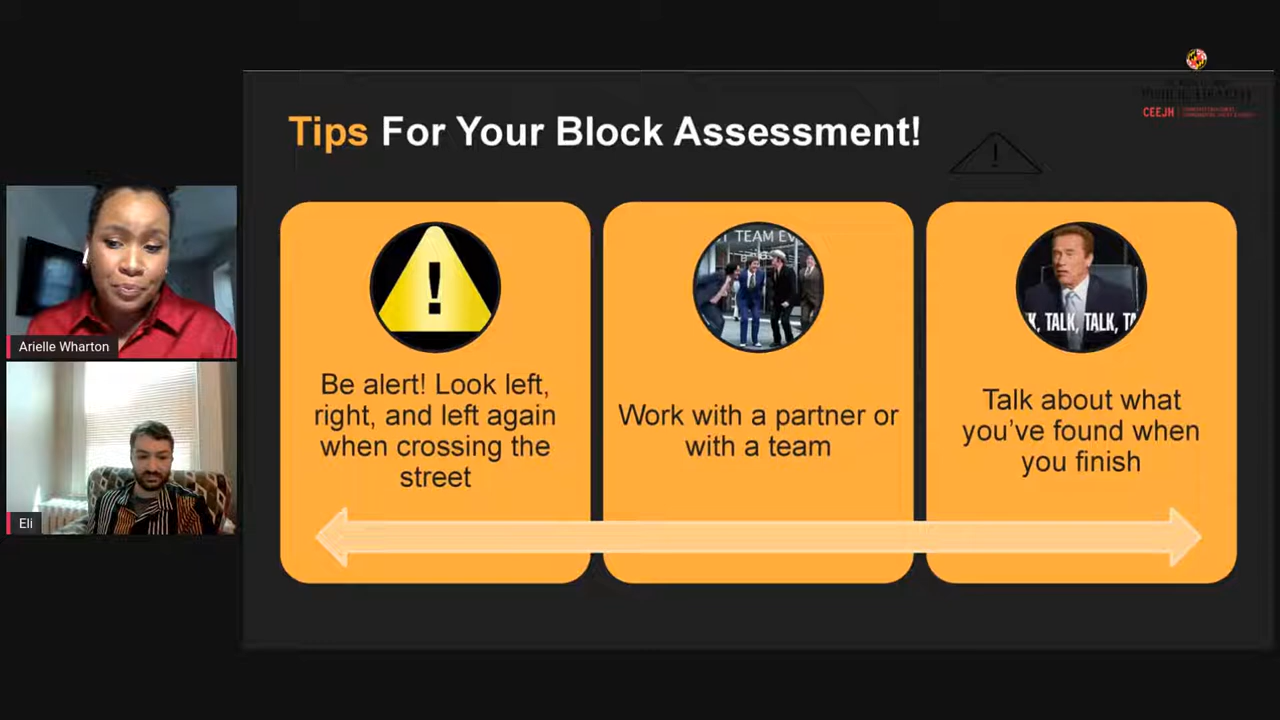 Tips For Your Block Assessment!
CEEJH
Arielle Wharton
Eli
!
TEAM EV
Be alert! Look left,
right, and left again
when crossing the
street
Work with a partner or
with a team
K, TALK, TALK, TA
Talk about what
you’ve found when
you finish